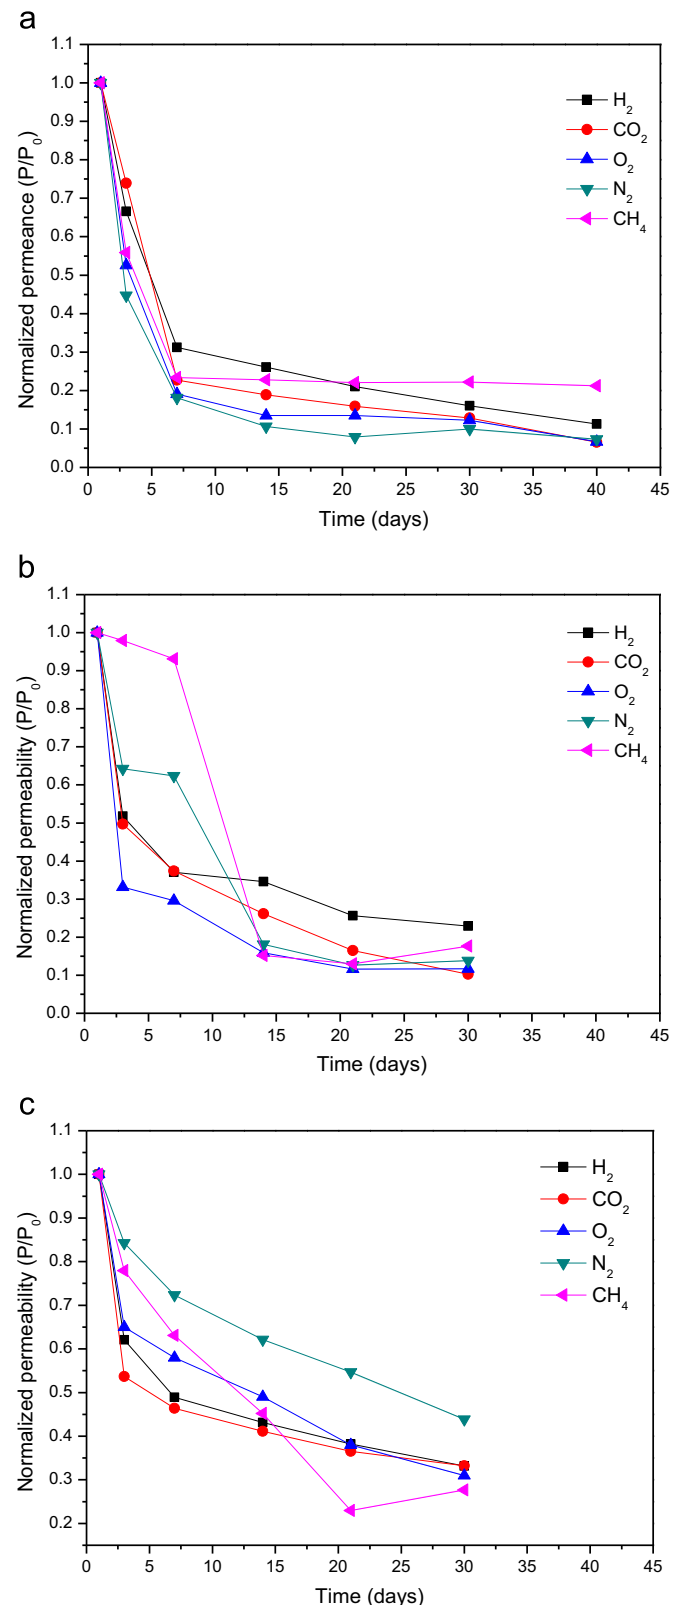 a
1.1
1.0
0.9
0.8
0.7
0.6
0.5
0.4
0.3
0.2
0.1
0.0
Normalized permeance (P/P₀)
H₂
CO₂
O₂
N₂
CH₄
0 5 10 15 20 25 30 35 40 45
Time (days)
b
1.1
1.0
0.9
0.8
0.7
0.6
0.5
0.4
0.3
0.2
0.1
0.0
Normalized permeability (P/P₀)
H₂
CO₂
O₂
N₂
CH₄
0 5 10 15 20 25 30 35 40 45
Time (days)
c
1.1
1.0
0.9
0.8
0.7
0.6
0.5
0.4
0.3
0.2
Normalized permeability (P/P₀)
H₂
CO₂
O₂
N₂
CH₄
0 5 10 15 20 25 30 35 40 45
Time (days)